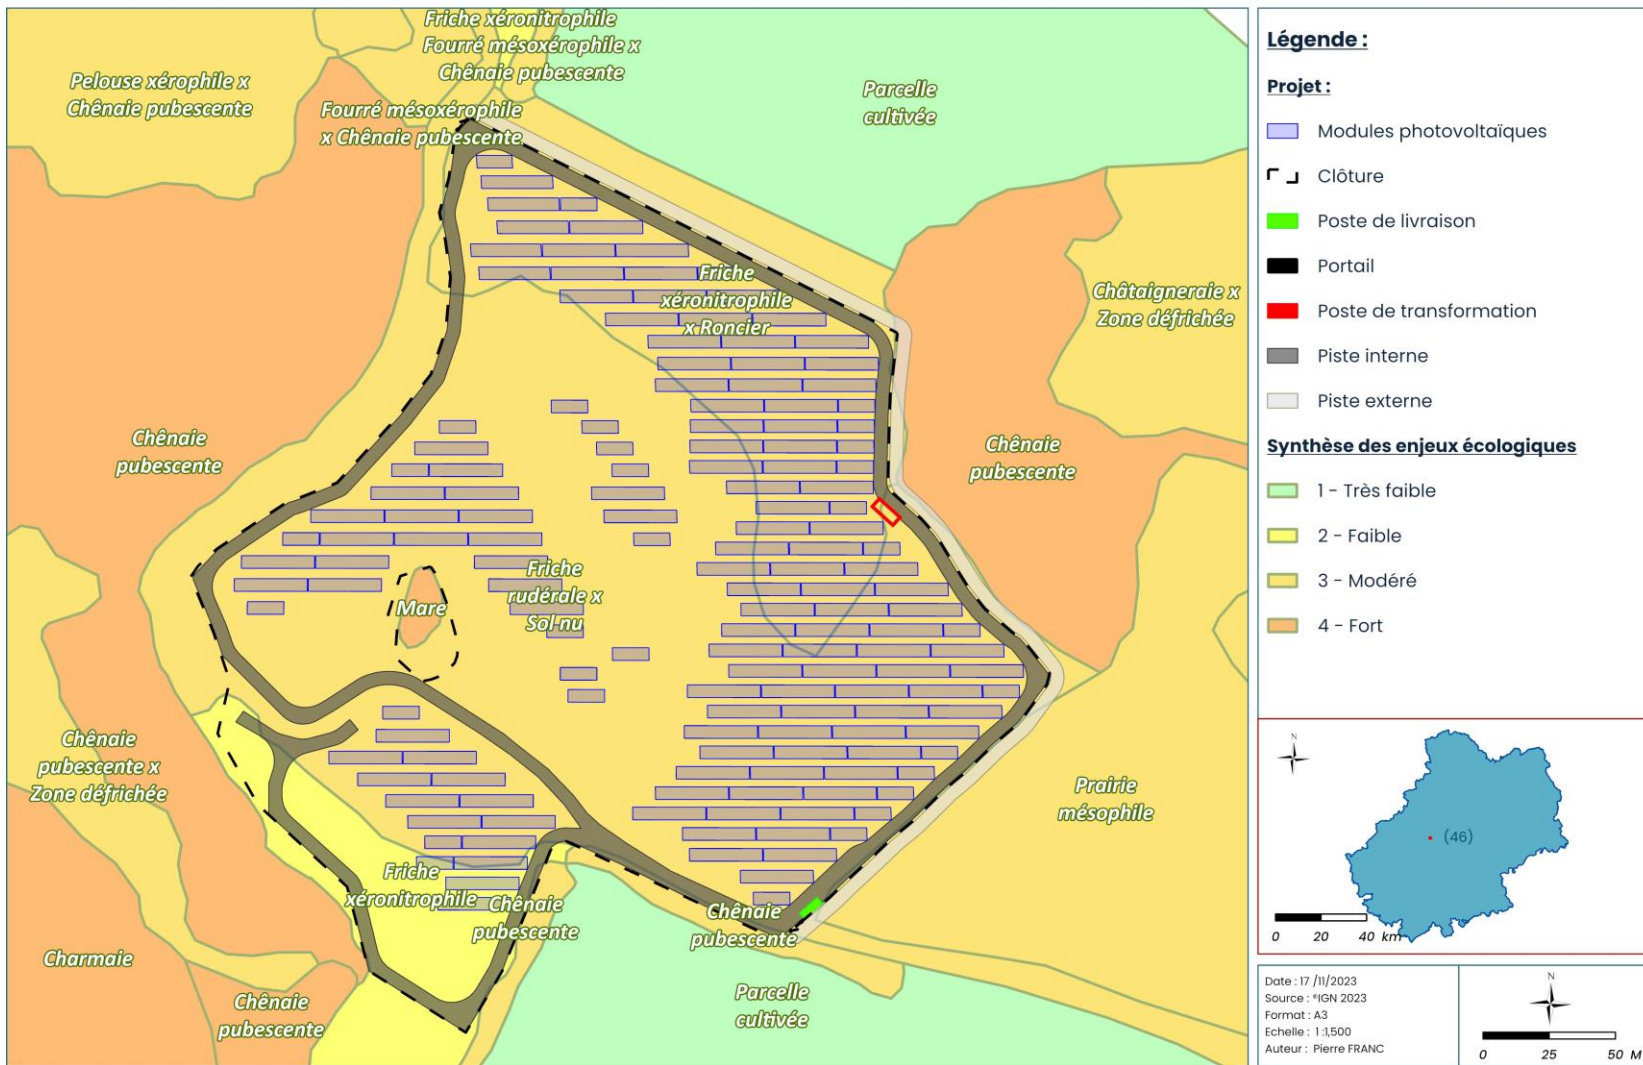 Friche xéronitrophile
Fourré mésoxérophile x
Chênaie pubescente
Pelouse xérophile x
Chênaie pubescente
Fourré mésoxérophile
x Chênaie pubescente
Parcelle
cultivée
Friche
xéronitrophile
x Roncier
Châtaigneraie x
Zone défrichée
Chênaie
pubescente
Chênaie
pubescente
Mare
Friche
rudérale x
Sol nu
Chênaie
pubescente x
Zone défrichée
Prairie
mésophile
Friche
xéronitrophile
Chênaie
pubescente
Chênaie
pubescente
Charmaie
Chênaie
pubescente
Parcelle
cultivée
Légende :
Projet :
Modules photovoltaïques
Clôture
Poste de livraison
Portail
Poste de transformation
Piste interne
Piste externe
Synthèse des enjeux écologiques
1 - Très faible
2 - Faible
3 - Modéré
4 - Fort
N
(46)
0 20 40 km
Date : 17 /11/2023
Source : ®IGN 2023
Format : A3
Echelle : 1 :1,500
Auteur : Pierre FRANC
N
0 25 50 M